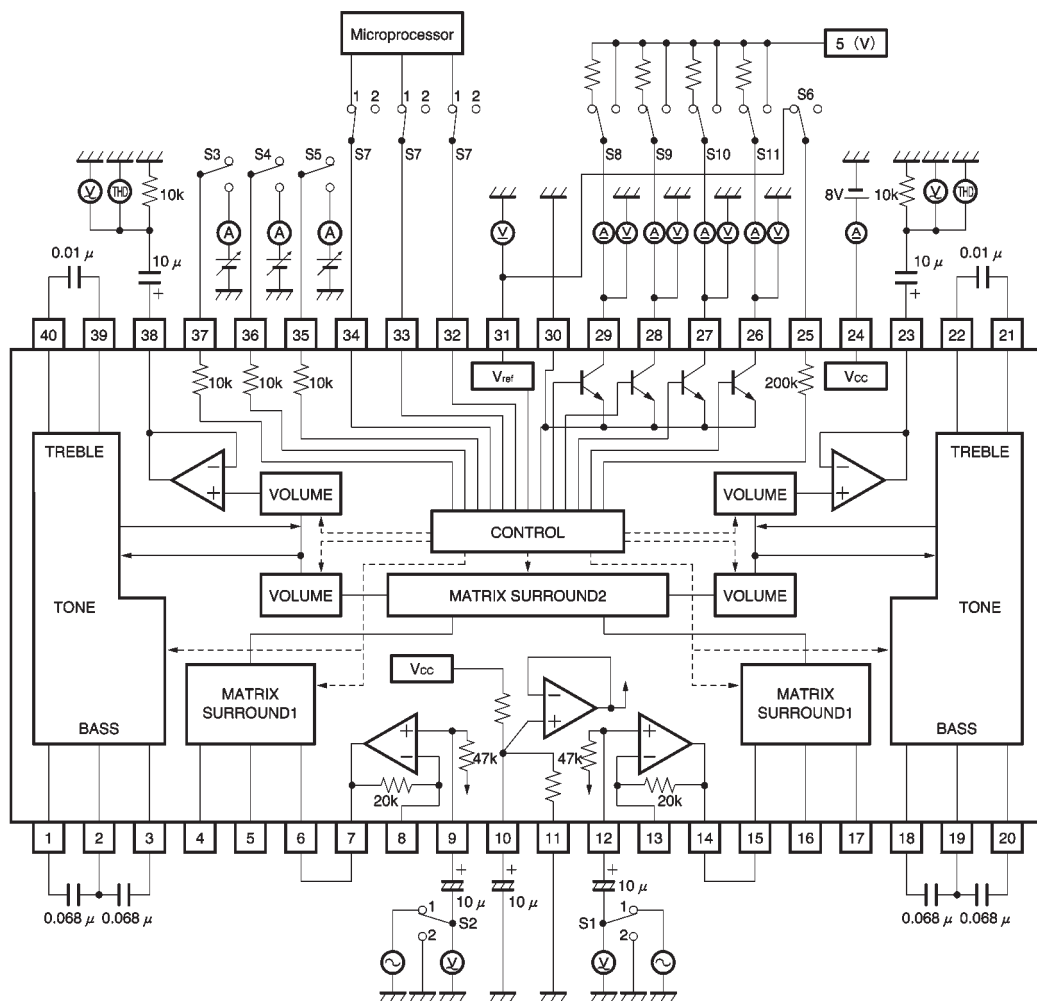 Microprocessor
5 (V)
1 2 1 2 1 2
S6
S3 S4 S5 S7 S7 S7 S8 S9 S10 S11
V THD 10k
8V 10k V THD
A A A V A V A V A V A V A
0.01 μ 10 μ + 10 μ + 0.01 μ
40 39 38 37 36 35 34 33 32 31 30 29 28 27 26 25 24 23 22 21
10k 10k 10k Vref 200k VCC
TREBLE TREBLE
− + − +
VOLUME VOLUME
CONTROL
VOLUME MATRIX SURROUND2 VOLUME
TONE TONE
VCC
MATRIX SURROUND1 MATRIX SURROUND1
BASS BASS
+ − − + + −
47k 47k
20k 20k
1 2 3 4 5 6 7 8 9 10 11 12 13 14 15 16 17 18 19 20
0.068 μ 0.068 μ + 10 μ + 10 μ + 10 μ 0.068 μ 0.068 μ
1 S2 2 S1 1 2
V V